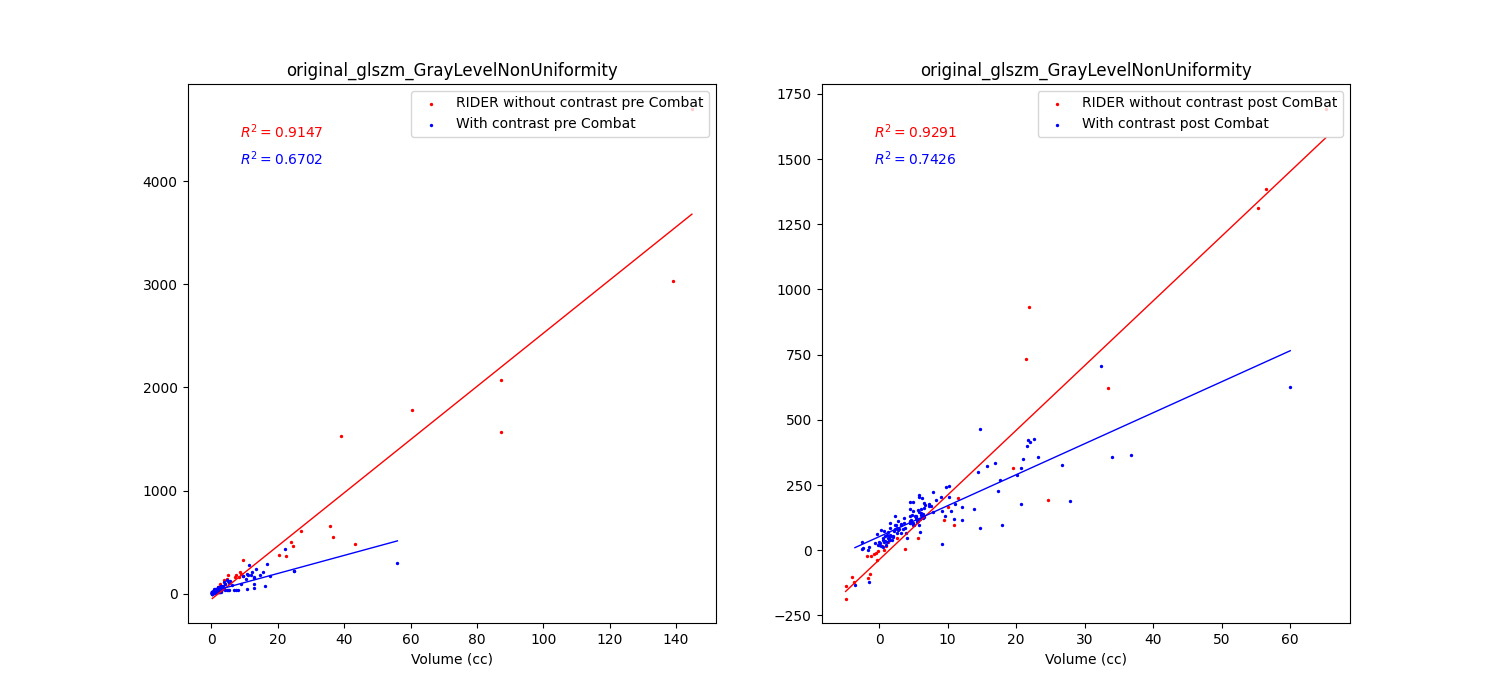 original_glszm_GrayLevelNonUniformity
RIDER without contrast pre Combat
With contrast pre Combat
R² = 0.9147
R² = 0.6702
4000
3000
2000
1000
0
0 20 40 60 80 100 120 140
Volume (cc)
original_glszm_GrayLevelNonUniformity
RIDER without contrast post ComBat
With contrast post Combat
R² = 0.9291
R² = 0.7426
1750
1500
1250
1000
750
500
250
0
−250
0 10 20 30 40 50 60
Volume (cc)